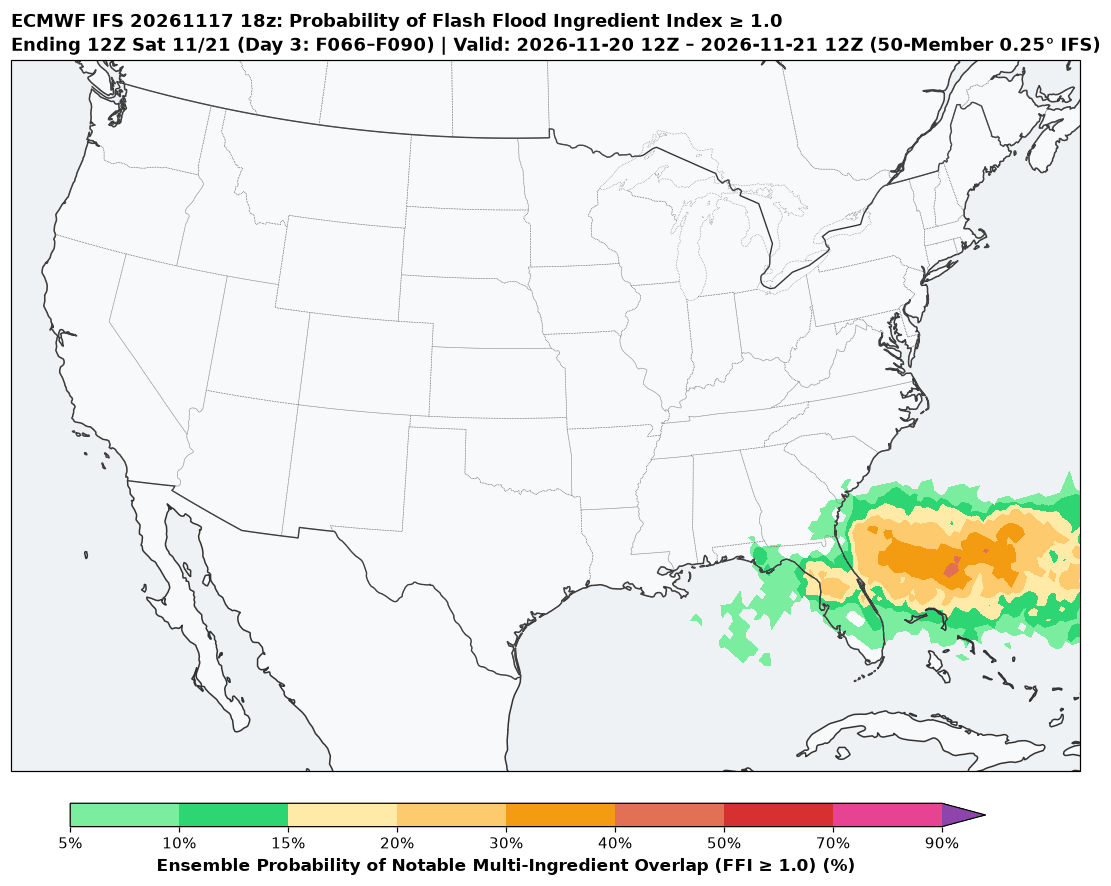 ECMWF IFS 20261117 18z: Probability of Flash Flood Ingredient Index ≥ 1.0
Ending 12Z Sat 11/21 (Day 3: F066–F090) | Valid: 2026-11-20 12Z – 2026-11-21 12Z (50-Member 0.25° IFS)
5% 10% 15% 20% 30% 40% 50% 70% 90%
Ensemble Probability of Notable Multi-Ingredient Overlap (FFI ≥ 1.0) (%)